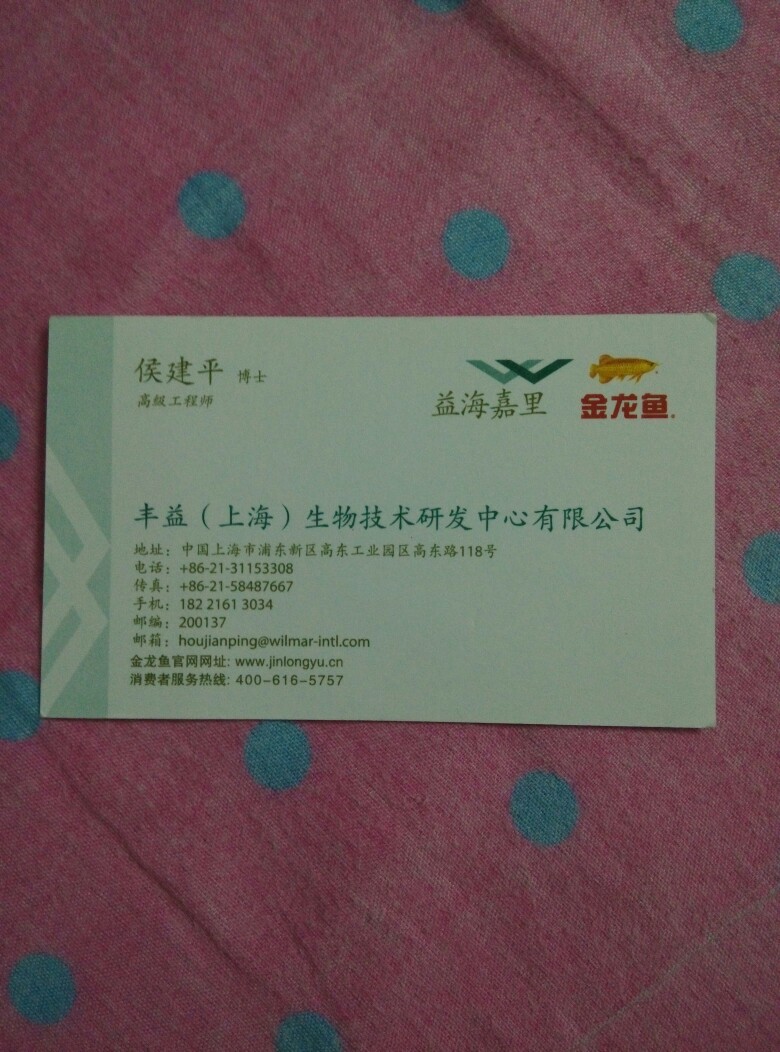 侯建平 博士
高级工程师
益海嘉里 金龙鱼
丰益（上海）生物技术研发中心有限公司
地址：中国上海市浦东新区高东工业园区高东路118号
电话：+86-21-31153308
传真：+86-21-58487667
手机：182 2161 3034
邮编：200137
邮箱：houjianping@wilmar-intl.com
金龙鱼官网网址: www.jinlongyu.cn
消费者服务热线: 400-616-5757